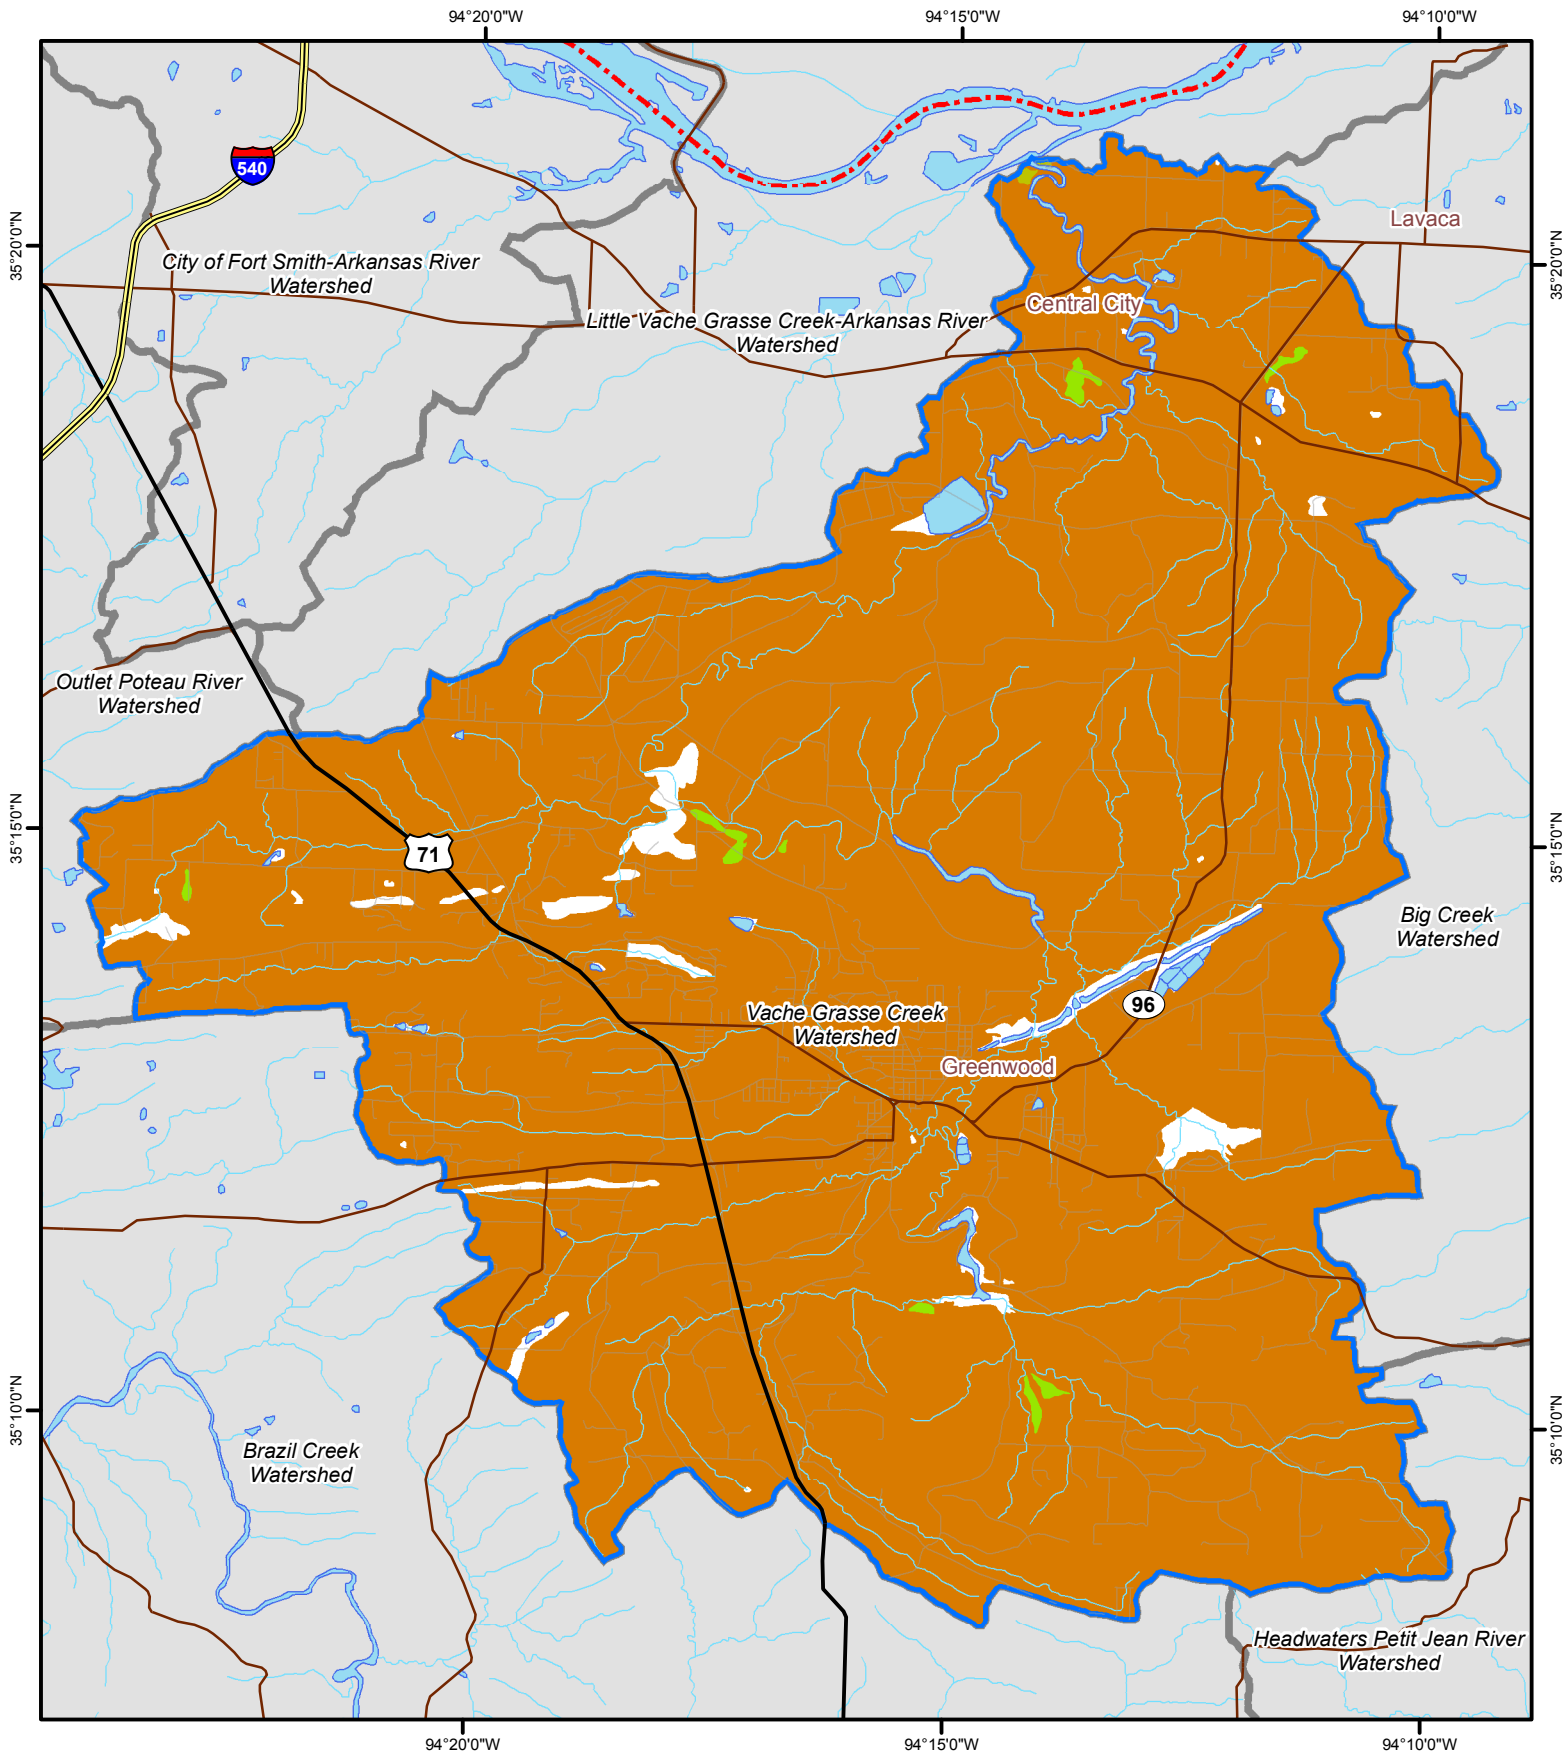 94°20'0"W
94°15'0"W
94°10'0"W
540
Lavaca
35°20'0"N
35°20'0"N
City of Fort Smith-Arkansas River
Watershed
Central City
Little Vache Grasse Creek-Arkansas River
Watershed
Outlet Poteau River
Watershed
35°15'0"N
35°15'0"N
71
Big Creek
Watershed
96
Vache Grasse Creek
Watershed
Greenwood
35°10'0"N
35°10'0"N
Brazil Creek
Watershed
Headwaters Petit Jean River
Watershed
94°20'0"W
94°15'0"W
94°10'0"W